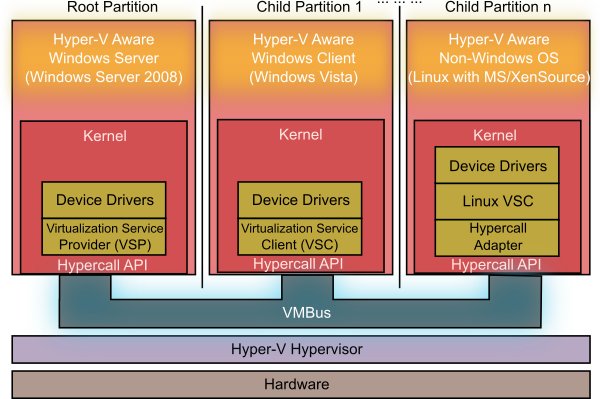 Root Partition
Child Partition 1
... ... ...
Child Partition n
Hyper-V Aware
Windows Server
(Windows Server 2008)
Hyper-V Aware
Windows Client
(Windows Vista)
Hyper-V Aware
Non-Windows OS
(Linux with MS/XenSource)
Kernel
Device Drivers
Virtualization Service
Provider (VSP)
Hypercall API
Kernel
Device Drivers
Virtualization Service
Client (VSC)
Hypercall API
Kernel
Device Drivers
Linux VSC
Hypercall
Adapter
Hypercall API
VMBus
Hyper-V Hypervisor
Hardware